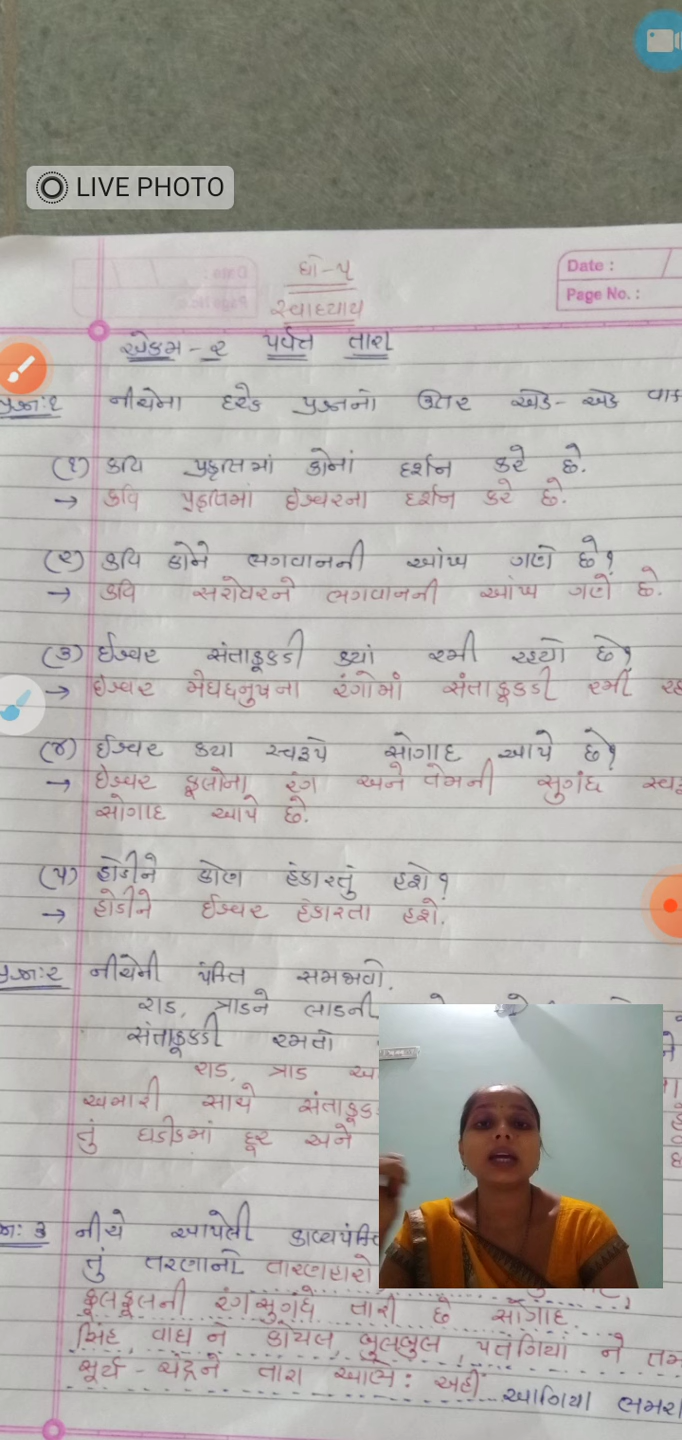 LIVE PHOTO
ધો-૫
સ્વાધ્યાય
Date :
Page No. :
એકમ - ૨ પર્વત તારા
પ્રશ્ન:૧ નીચેના દરેક પ્રશ્નનો ઉત્તર એક-એક
(૧) કવિ પ્રકૃતિમાં કોનાં દર્શન કરે છે.
→ કવિ પ્રકૃતિમાં ઈશ્વરના દર્શન કરે છે.
(૨) કવિ કોને ભગવાનની આંખ ગણે છે?
→ કવિ સરોવરને ભગવાનની આંખ ગણે છે.
(૩) ઈશ્વર સંતાકૂકડી ક્યાં રમી રહ્યો છે?
→ ઈશ્વર મેઘધનુષના રંગોમાં સંતાકૂકડી રમી
(૪) ઈશ્વર કયા સ્વરૂપે સોગાદ આપે છે?
→ ઈશ્વર ફૂલોના રંગ અને તેમની સુગંધ
સોગાદ આપે છે.
(૫) હોડીને કોણ હંકારતું હશે?
→ હોડીને ઈશ્વર હંકારતા હશે.
પ્રશ્ન:૨ નીચેની પંક્તિ સમજાવો.
ઝાડ, ત્રાડને લાડની
સંતાકૂકડી રમતો
ઝાડ, ત્રાડ
અમારી સાથે
તું ઘડીકમાં દૂર અને
૩ નીચે આપેલી
તું તરણાનો તારણહારો
ફૂલફૂલની રંગસુગંધે તારી છે સોગાદ.
સિંહ, વાઘ ને કોયલ, બુલબુલ, પતંગિયા ને
સૂર્ય - ચંદ્રને તારા આભે : અહીં આગિયા ભમરા